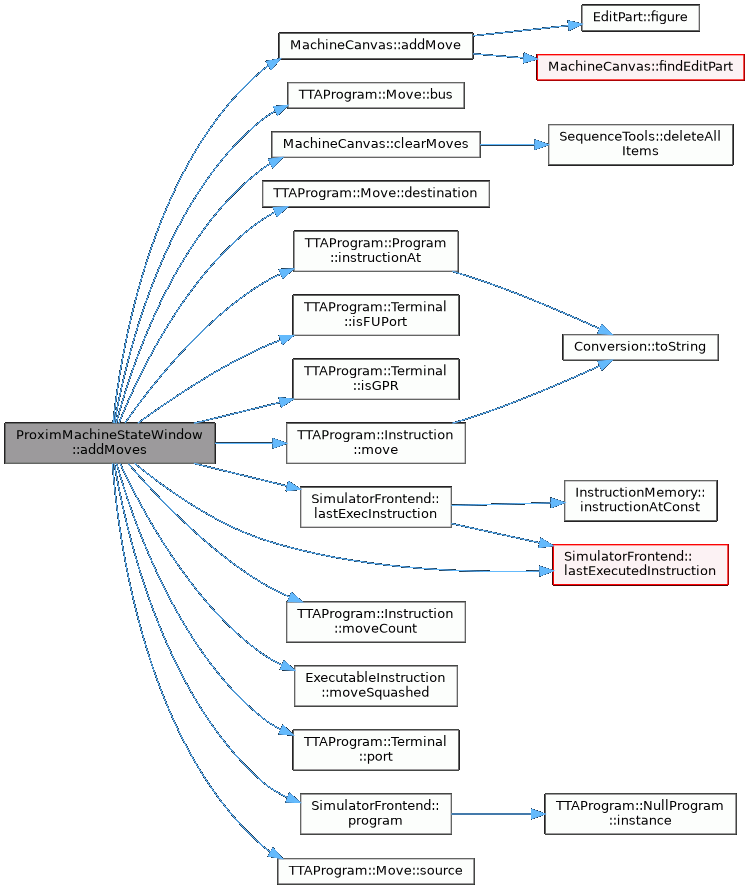 EditPart::figure
MachineCanvas::addMove
MachineCanvas::findEditPart
TTAProgram::Move::bus
MachineCanvas::clearMoves
SequenceTools::deleteAll
Items
TTAProgram::Move::destination
TTAProgram::Program
::instructionAt
TTAProgram::Terminal
::isFUPort
Conversion::toString
TTAProgram::Terminal
::isGPR
ProximMachineStateWindow
::addMoves
TTAProgram::Instruction
::move
SimulatorFrontend::
lastExecInstruction
InstructionMemory::
instructionAtConst
SimulatorFrontend::
lastExecutedInstruction
TTAProgram::Instruction
::moveCount
ExecutableInstruction
::moveSquashed
TTAProgram::Terminal
::port
SimulatorFrontend::
program
TTAProgram::NullProgram
::instance
TTAProgram::Move::source